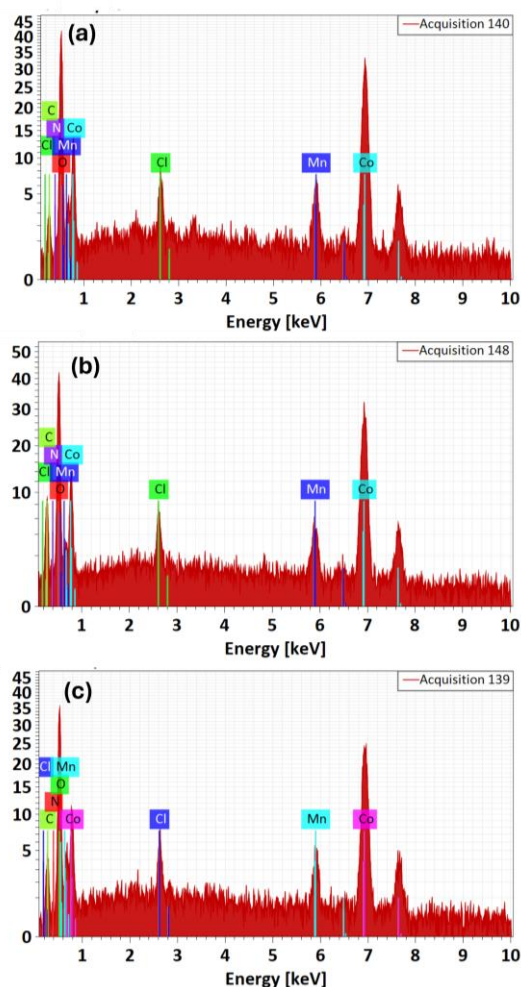 (a)
Acquisition 140
45
40
35
30
25
20
15
10
5
0
C
N Co
Cl Mn
O
Cl
Mn
Co
1 2 3 4 5 6 7 8 9 10
Energy [keV]
(b)
Acquisition 148
50
40
30
20
10
0
C
N Co
Cl Mn
O
Cl
Mn
Co
1 2 3 4 5 6 7 8 9 10
Energy [keV]
(c)
Acquisition 139
45
40
35
30
25
20
15
10
5
0
Cl Mn
O
N
C Co
Cl
Mn
Co
1 2 3 4 5 6 7 8 9 10
Energy [keV]